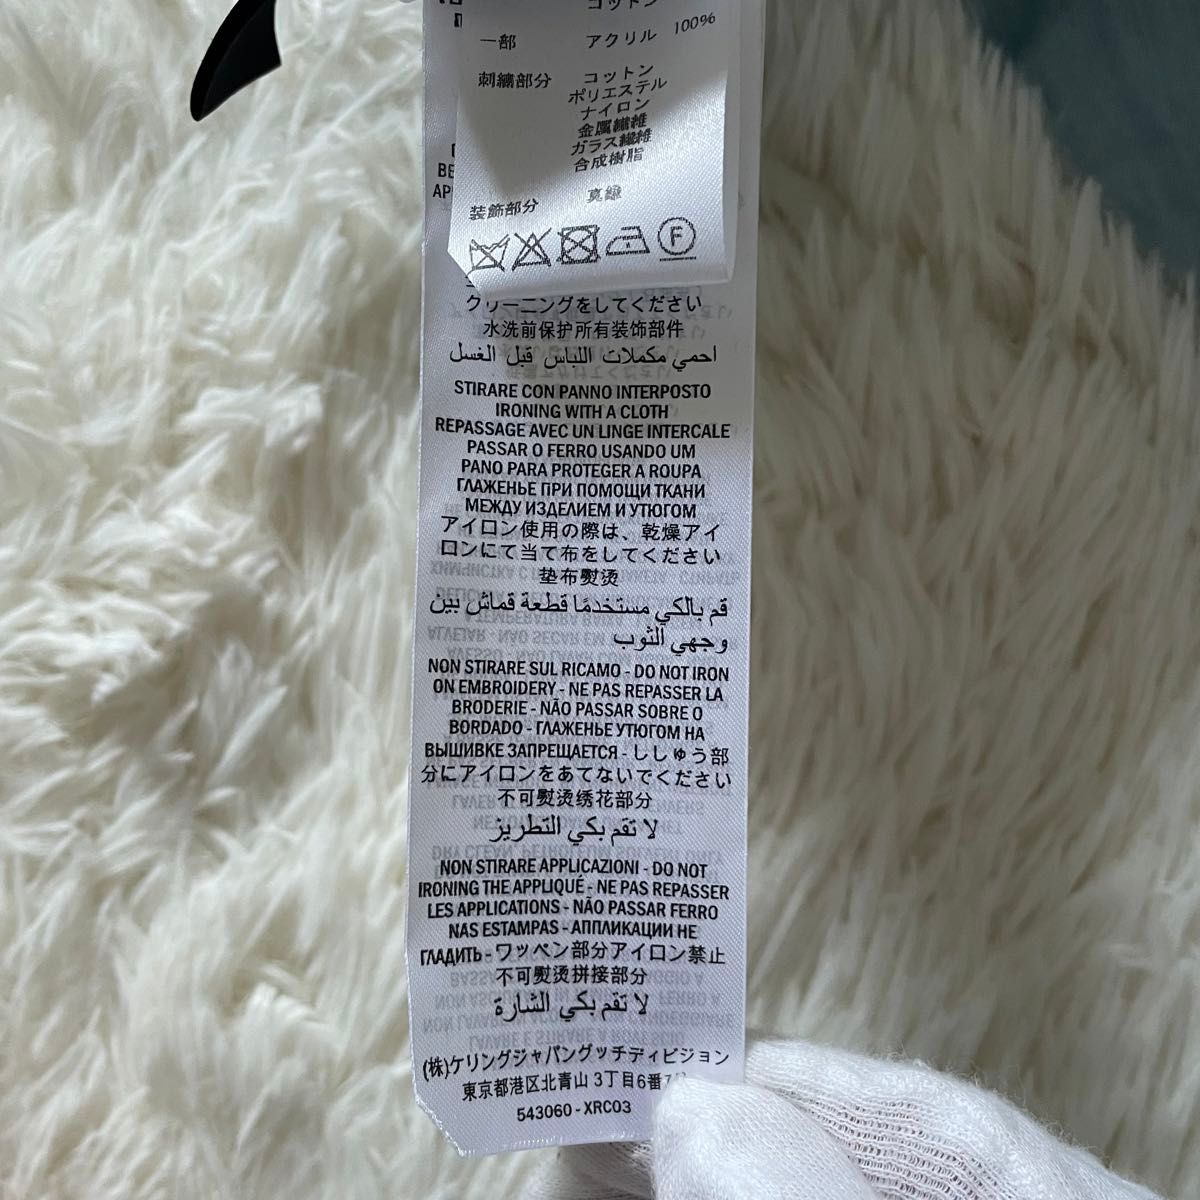 コットン
一部 アクリル 100%
刺繍部分 コットン
ポリエステル
ナイロン
金属繊維
ガラス繊維
合成樹脂
装飾部分 真鍮
F
BE
AP
クリーニングをしてください
水洗前保护所有装饰部件
احمي مكملات اللباس قبل الغسل
STIRARE CON PANNO INTERPOSTO
IRONING WITH A CLOTH
REPASSAGE AVEC UN LINGE INTERCALE
PASSAR O FERRO USANDO UM
PANO PARA PROTEGER A ROUPA
ГЛАЖЕНЬЕ ПРИ ПОМОЩИ ТКАНИ
МЕЖДУ ИЗДЕЛИЕМ И УТЮГОМ
アイロン使用の際は、乾燥アイ
ロンにて当て布をしてください
垫布熨烫
قم بالكي مستخدمًا قطعة قماش بين
وجهي الثوب
NON STIRARE SUL RICAMO - DO NOT IRON
ON EMBROIDERY - NE PAS REPASSER LA
BRODERIE - NÃO PASSAR SOBRE O
BORDADO - ГЛАЖЕНЬЕ УТЮГОМ НА
ВЫШИВКЕ ЗАПРЕЩАЕТСЯ - ししゅう部
分にアイロンをあてないでください
不可熨烫绣花部分
لا تقم بكي التطريز
NON STIRARE APPLICAZIONI - DO NOT
IRONING THE APPLIQUÉ - NE PAS REPASSER
LES APPLICATIONS - NÃO PASSAR FERRO
NAS ESTAMPAS - АППЛИКАЦИИ НЕ
ГЛАДИТЬ - ワッペン部分アイロン禁止
不可熨烫拼接部分
لا تقم بكي الشارة
(株)ケリングジャパングッチディビジョン
東京都港区北青山 3丁目6番
543060 - XRC03